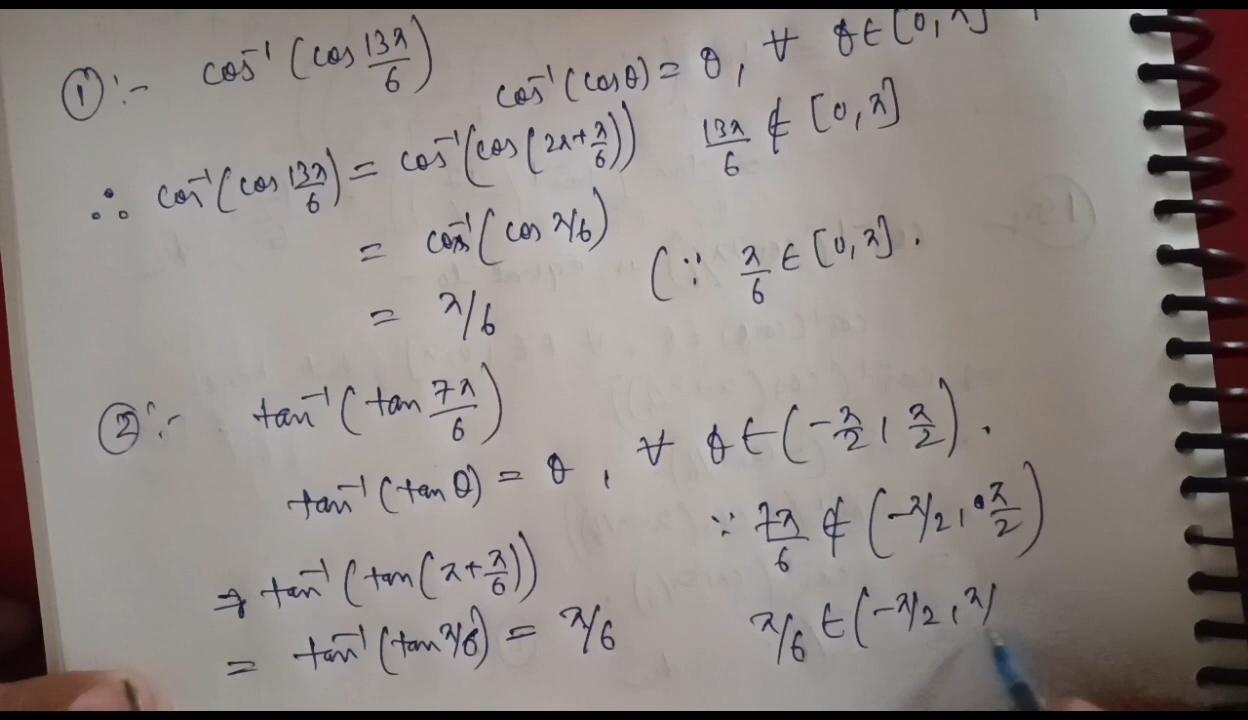 ①:- cos⁻¹(cos 13π/6)
cos⁻¹(cosθ) = θ, ∀ θ∈[0,π]
∴ cos⁻¹(cos 13π/6) = cos⁻¹(cos(2π+π/6)) 13π/6 ∉ [0,π]
= cos⁻¹(cos π/6) (∵ π/6 ∈ [0,π].
= π/6
②:- tan⁻¹(tan 7π/6)
tan⁻¹(tan θ) = θ, ∀ θ∈(-π/2, π/2).
⇒ tan⁻¹(tan(π+π/6)) ∵ 7π/6 ∉ (-π/2, π/2)
= tan⁻¹(tan π/6) = π/6 π/6 ∈ (-π/2, π/